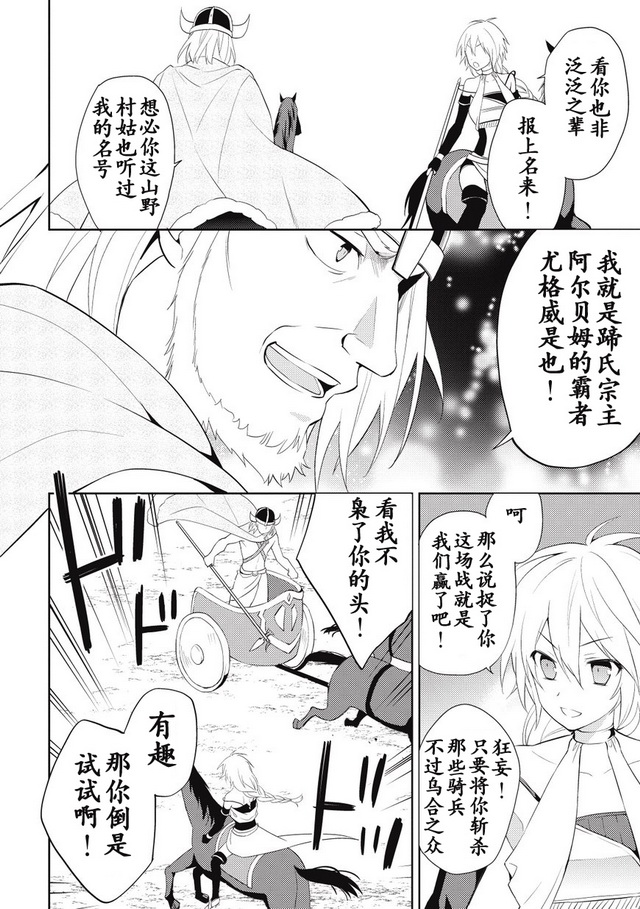 看你也非
泛泛之辈
报上名来！
想必你这山野
村姑也听过
我的名号
我就是蹄氏宗主
阿尔贝姆的霸者
尤格威是也！
呵
那么说捉了你
这场战就是
我们赢了吧！
狂妄！
只要将你斩杀
那些骑兵
不过乌合之众
看我不
枭了你的头！
ドドド
有趣
那你倒是
试试啊！